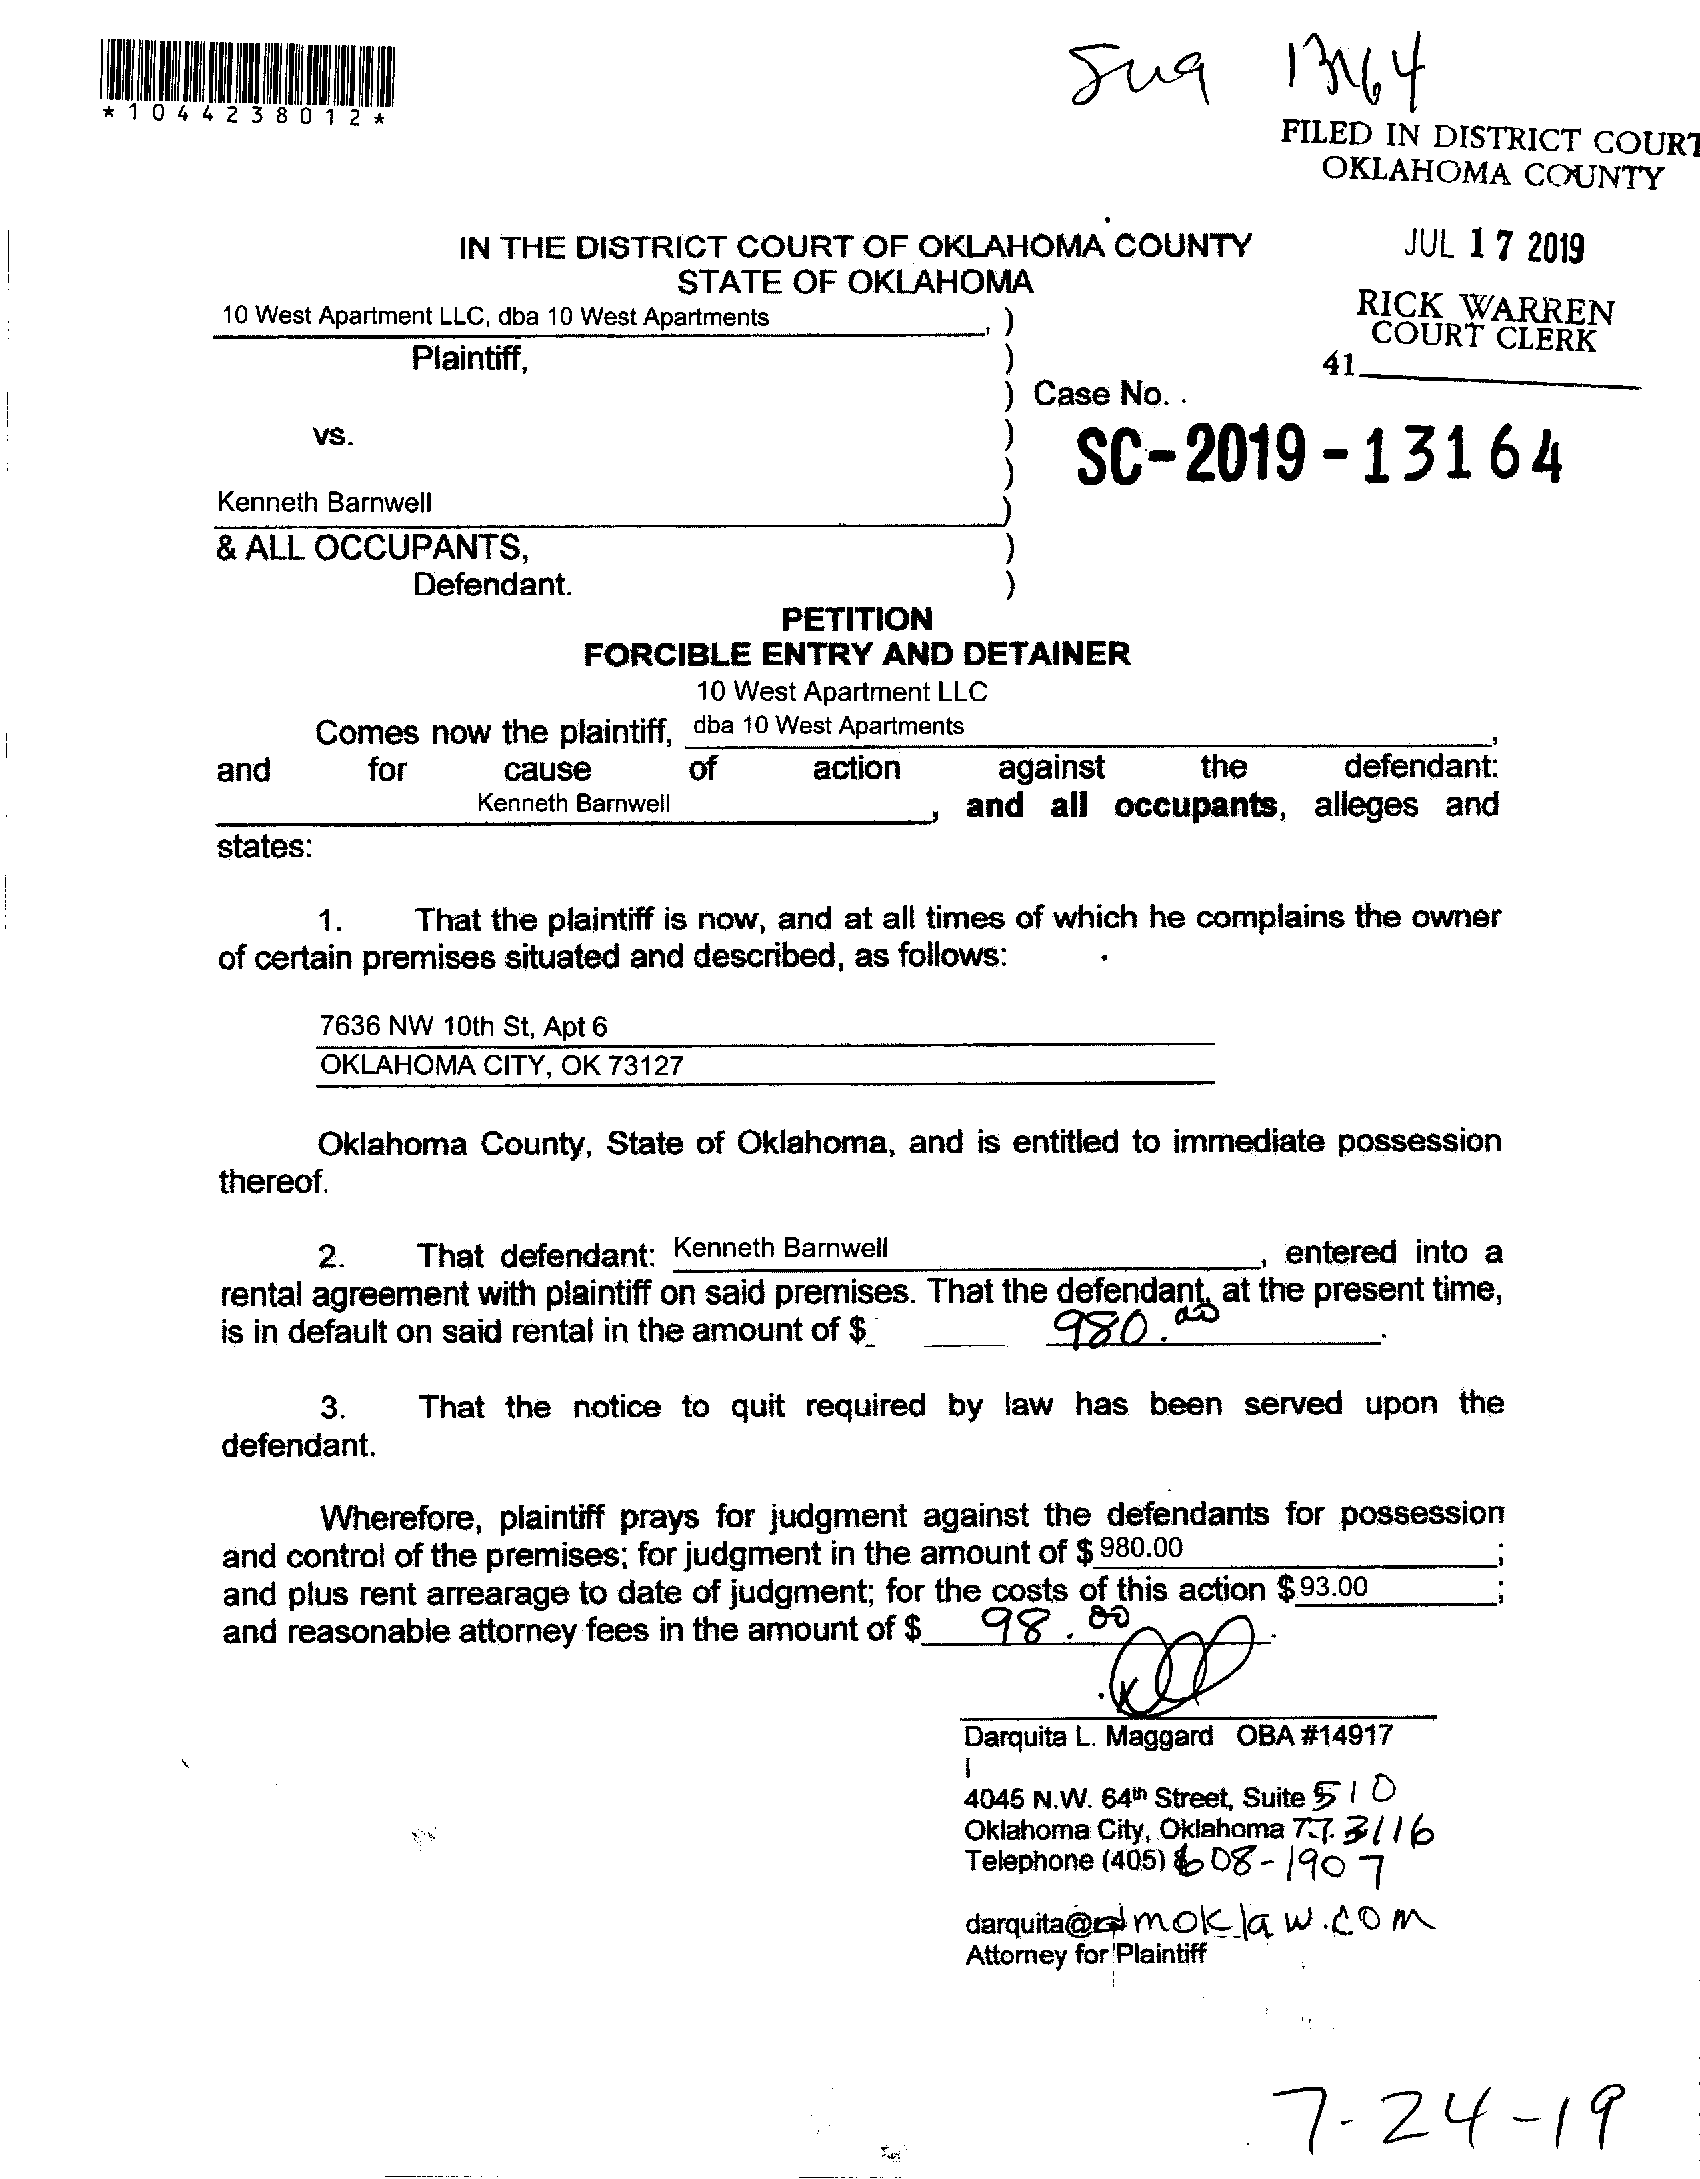 13164
FILED IN DISTRICT COURT
OKLAHOMA COUNTY
*1044238012*
JUL 17 2019
RICK WARREN
COURT CLERK
41
IN THE DISTRICT COURT OF OKLAHOMA COUNTY
STATE OF OKLAHOMA
10 West Apartment LLC, dba 10 West Apartments, )
Plaintiff, )
) Case No.
vs. )
) SC-2019-13164
Kenneth Barnwell )
& ALL OCCUPANTS, )
Defendant. )
PETITION
FORCIBLE ENTRY AND DETAINER
10 West Apartment LLC
Comes now the plaintiff, dba 10 West Apartments,
and for cause of action against the defendant:
Kenneth Barnwell, and all occupants, alleges and
states:
1. That the plaintiff is now, and at all times of which he complains the owner
of certain premises situated and described, as follows:
7636 NW 10th St, Apt 6
OKLAHOMA CITY, OK 73127
Oklahoma County, State of Oklahoma, and is entitled to immediate possession
thereof.
2. That defendant: Kenneth Barnwell, entered into a
rental agreement with plaintiff on said premises. That the defendant, at the present time,
is in default on said rental in the amount of $ 980.00.
3. That the notice to quit required by law has been served upon the
defendant.
Wherefore, plaintiff prays for judgment against the defendants for possession
and control of the premises; for judgment in the amount of $ 980.00;
and plus rent arrearage to date of judgment; for the costs of this action $ 93.00;
and reasonable attorney fees in the amount of $ 98.00.
Darquita L. Maggard OBA #14917
4045 N.W. 64th Street, Suite 510
Oklahoma City, Oklahoma 73116
Telephone (405) 608-1907
darquita@dmoklaw.com
Attorney for Plaintiff
7-24-19